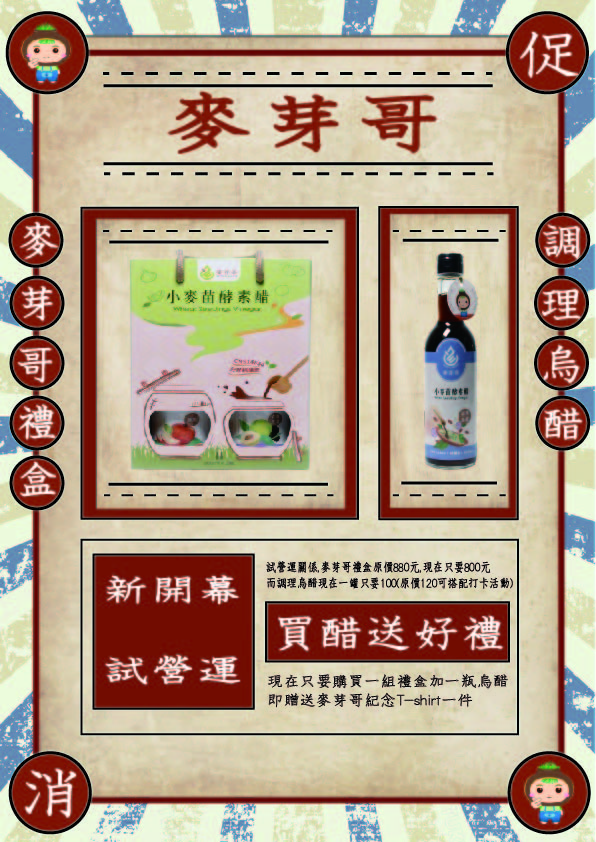 促
麥芽哥
麥芽哥禮盒
調理烏醋
小麥苗酵素醋
Wheat Seedlings Vinegar
小麥苗酵素醋
新開幕
試營運
試營運關係,麥芽哥禮盒原價880元,現在只要800元
而調理烏醋現在一罐只要100(原價120可搭配打卡活動)
買醋送好禮
現在只要購買一組禮盒加一瓶烏醋
即贈送麥芽哥紀念T-shirt一件
消